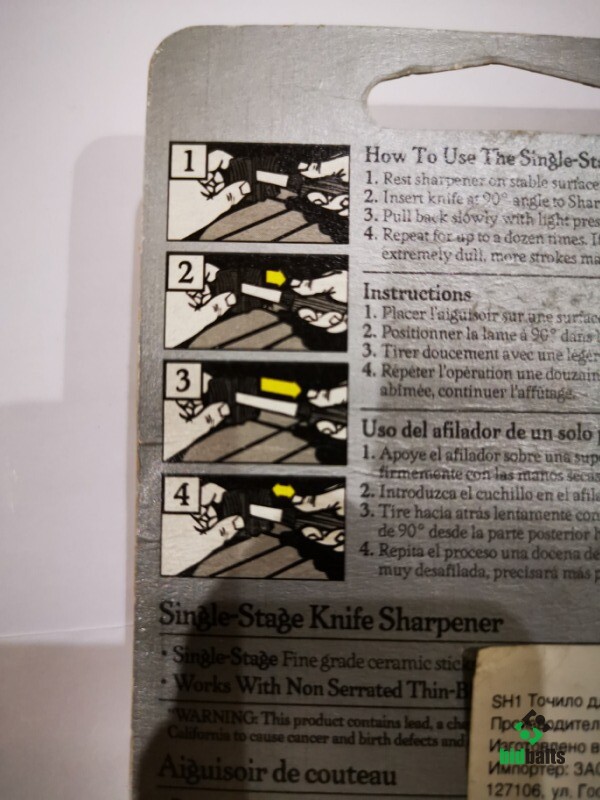 1
2
3
4
How To Use The Single-Sta
1. Rest sharpener on stable surface
2. Insert knife at 90° angle to Shar
3. Pull back slowly with light pres
4. Repeat for up to a dozen times. If
extremely dull, more strokes ma
Instructions
1. Placer l'aiguisoir sur une surface
2. Positionner la lame à 90° dans l
3. Tirer doucement avec une légèr
4. Répéter l'opération une douzain
abîmée, continuer l'affûtage.
Uso del afilador de un solo p
1. Apoye el afilador sobre una supe
firmemente con las manos secas
2. Introduzca el cuchillo en el afila
3. Tire hacia atrás lentamente con
de 90° desde la parte posterior h
4. Repita el proceso una docena de
muy desafilada, precisará más p
Single-Stage Knife Sharpener
• Single-Stage Fine grade ceramic stick
• Works With Non Serrated Thin-B
*WARNING: This product contains lead, a che
California to cause cancer and birth defects and
Aiguisoir de couteau
SH1 Точило д
Производител
Изготовлено в
Импортер: ЗАО
127106, ул. Гос
bigbaits